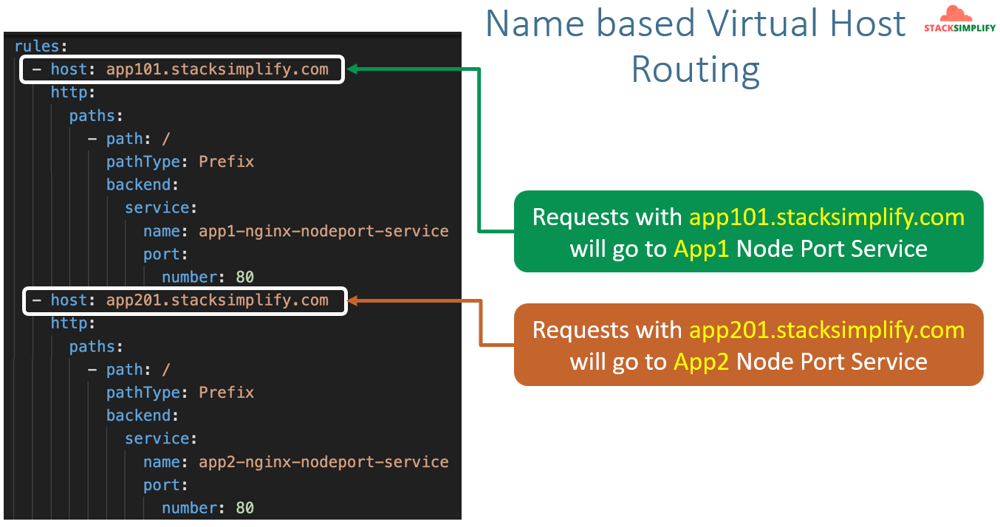 Name based Virtual Host
Routing
STACKSIMPLIFY
rules:
- host: app101.stacksimplify.com
http:
paths:
- path: /
pathType: Prefix
backend:
service:
name: app1-nginx-nodeport-service
port:
number: 80
- host: app201.stacksimplify.com
http:
paths:
- path: /
pathType: Prefix
backend:
service:
name: app2-nginx-nodeport-service
port:
number: 80
Requests with app101.stacksimplify.com
will go to App1 Node Port Service
Requests with app201.stacksimplify.com
will go to App2 Node Port Service